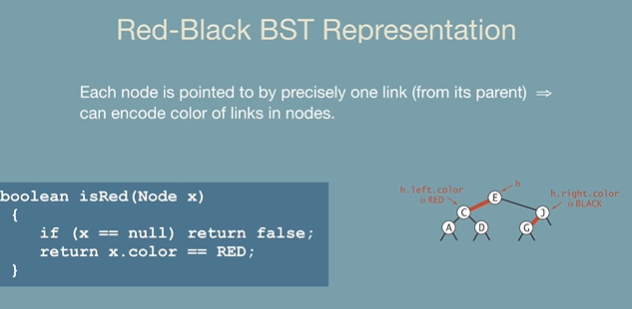 Red-Black BST Representation
Each node is pointed to by precisely one link (from its parent) ⇒
can encode color of links in nodes.
boolean isRed(Node x)
{
if (x == null) return false;
return x.color == RED;
}
h.left.color
is RED
h
h.right.color
is BLACK
E
C
J
A
D
G